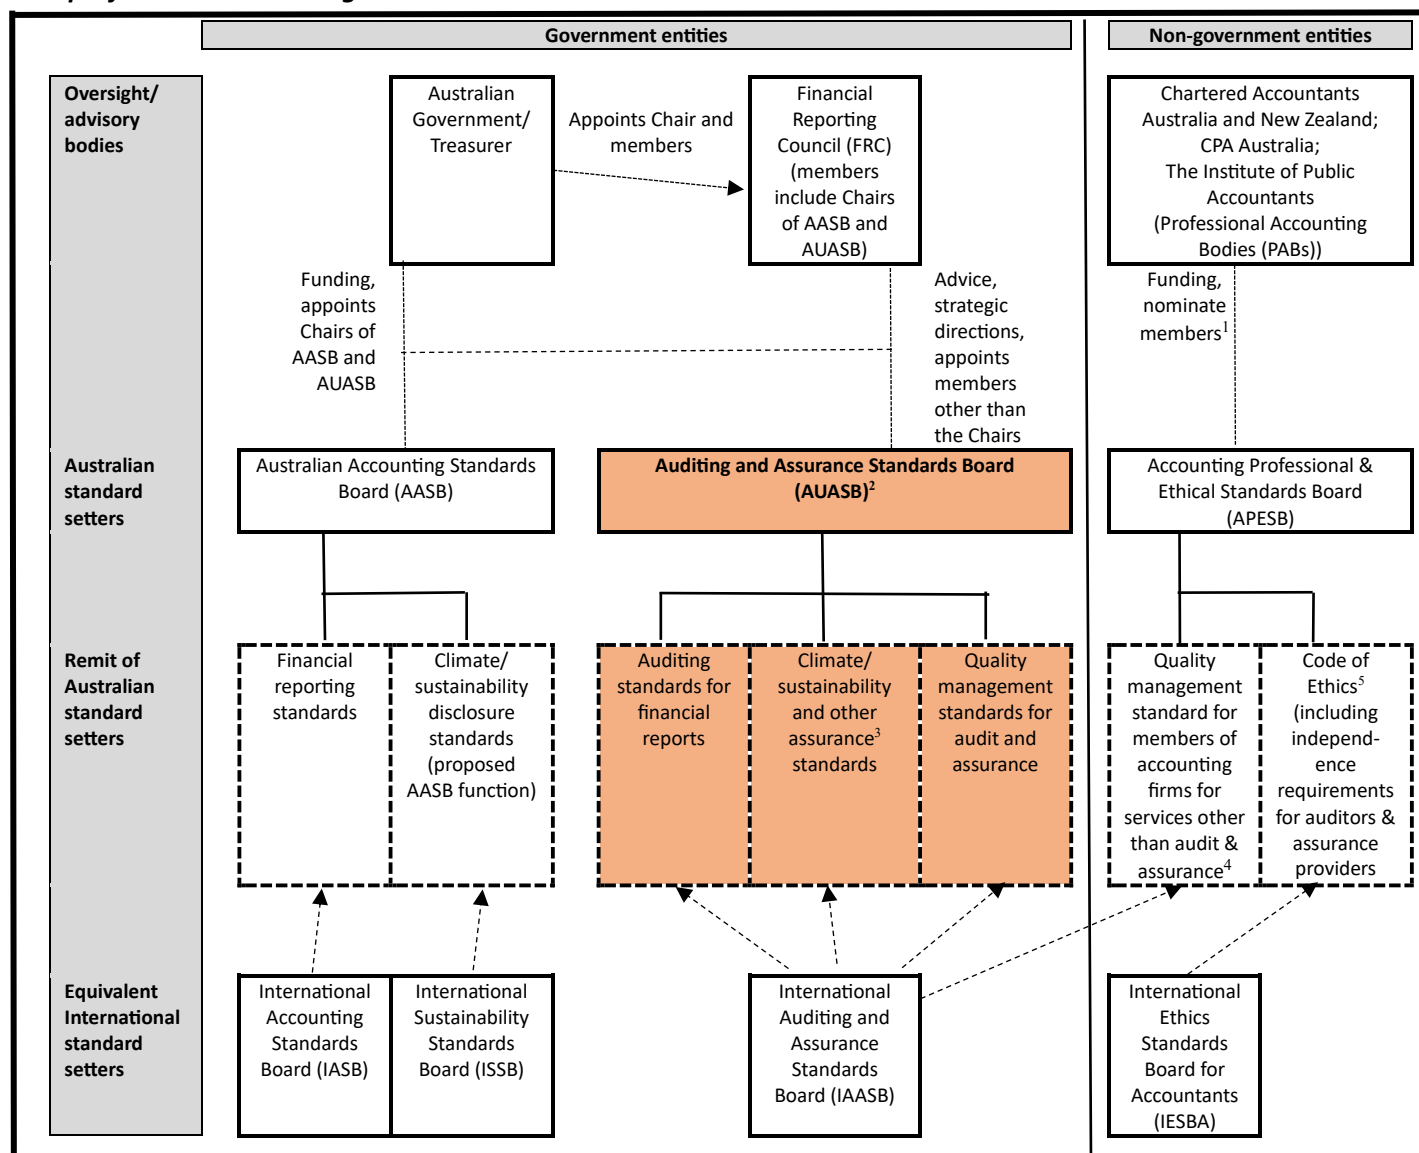 Government entities
Non-government entities
Oversight/
advisory
bodies
Australian
Government/
Treasurer
Appoints Chair and
members
Financial
Reporting
Council (FRC)
(members
include Chairs
of AASB and
AUASB)
Chartered Accountants
Australia and New Zealand;
CPA Australia;
The Institute of Public
Accountants
(Professional Accounting
Bodies (PABs))
Funding,
appoints
Chairs of
AASB and
AUASB
Advice,
strategic
directions,
appoints
members
other than
the Chairs
Funding,
nominate
members¹
Australian
standard
setters
Australian Accounting Standards
Board (AASB)
Auditing and Assurance Standards Board
(AUASB)²
Accounting Professional &
Ethical Standards Board
(APESB)
Remit of
Australian
standard
setters
Financial
reporting
standards
Climate/
sustainability
disclosure
standards
(proposed
AASB function)
Auditing
standards for
financial
reports
Climate/
sustainability
and other
assurance³
standards
Quality
management
standards for
audit and
assurance
Quality
management
standard for
members of
accounting
firms for
services other
than audit &
assurance⁴
Code of
Ethics⁵
(including
independ-
ence
requirements
for auditors &
assurance
providers
Equivalent
International
standard
setters
International
Accounting
Standards
Board (IASB)
International
Sustainability
Standards
Board (ISSB)
International
Auditing and
Assurance
Standards
Board (IAASB)
International
Ethics
Standards
Board for
Accountants
(IESBA)